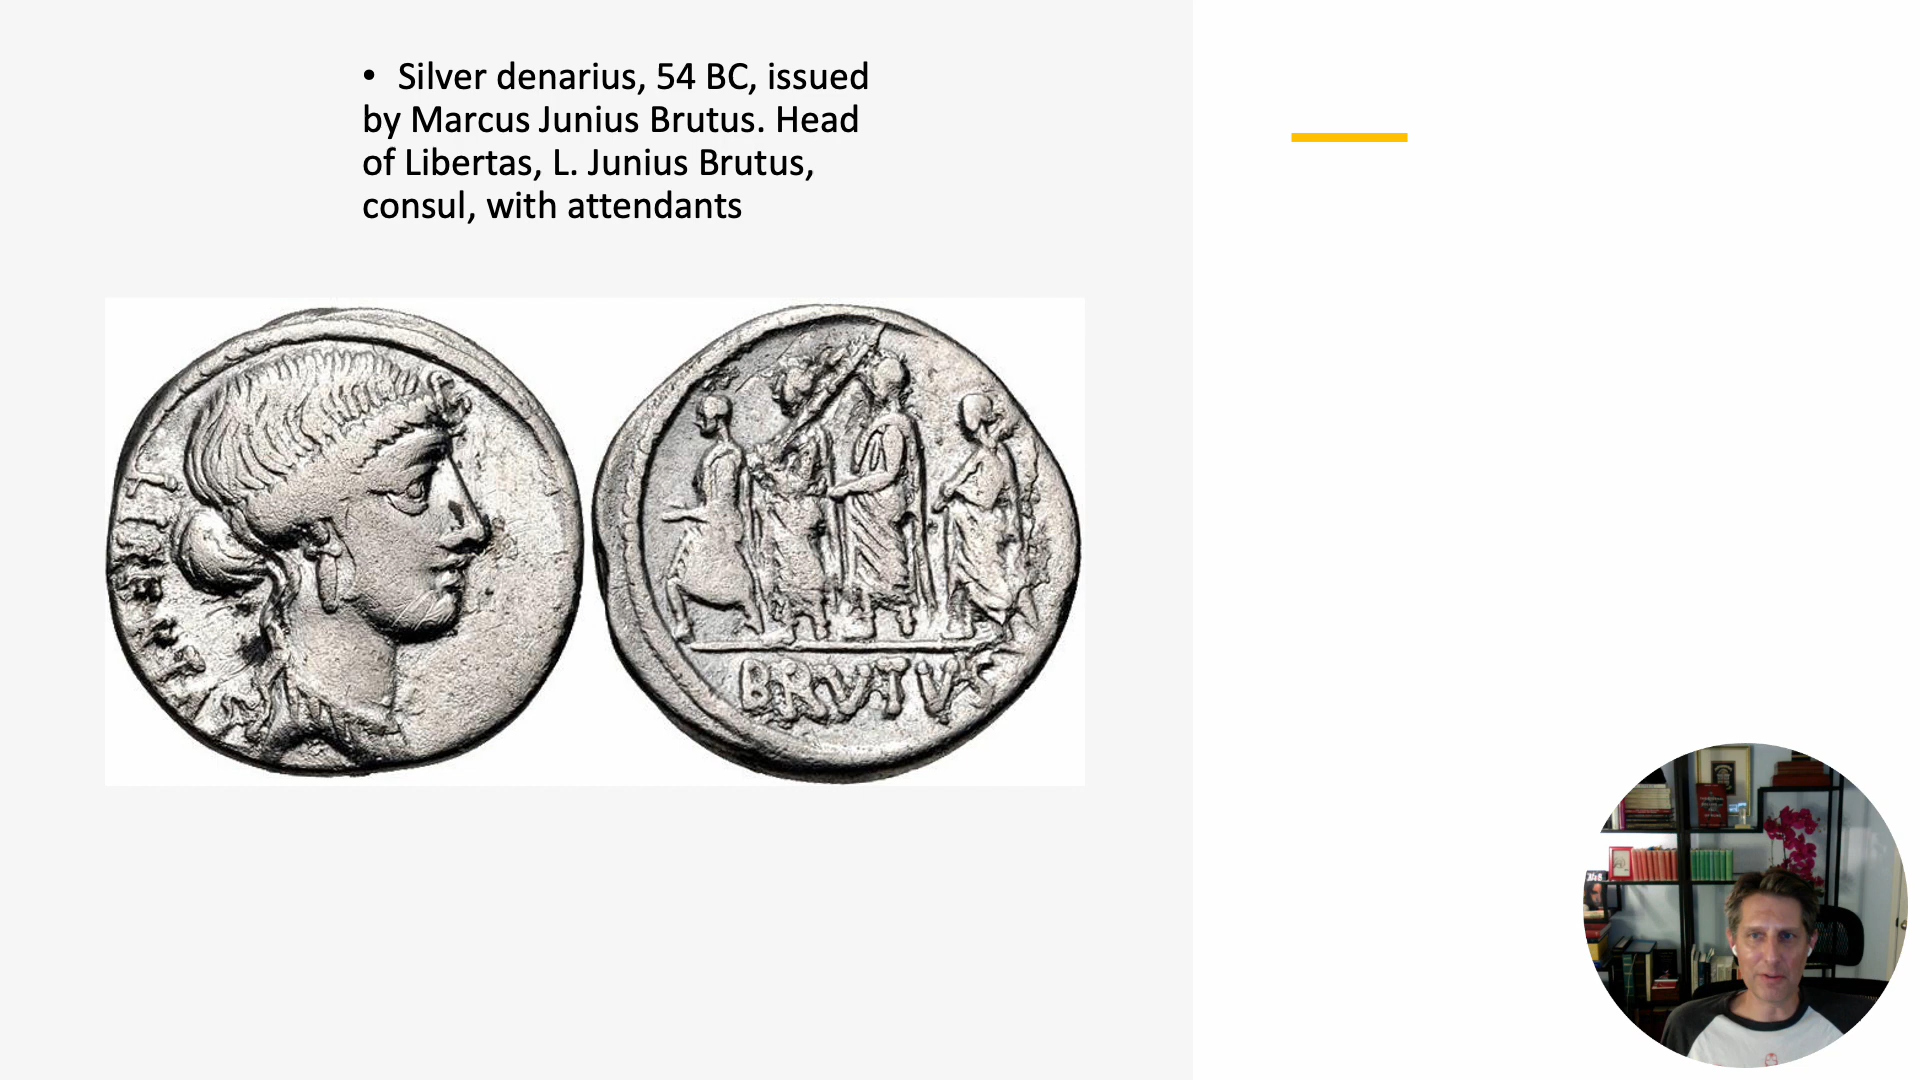 • Silver denarius, 54 BC, issued
by Marcus Junius Brutus. Head
of Libertas, L. Junius Brutus,
consul, with attendants
BRVTVS